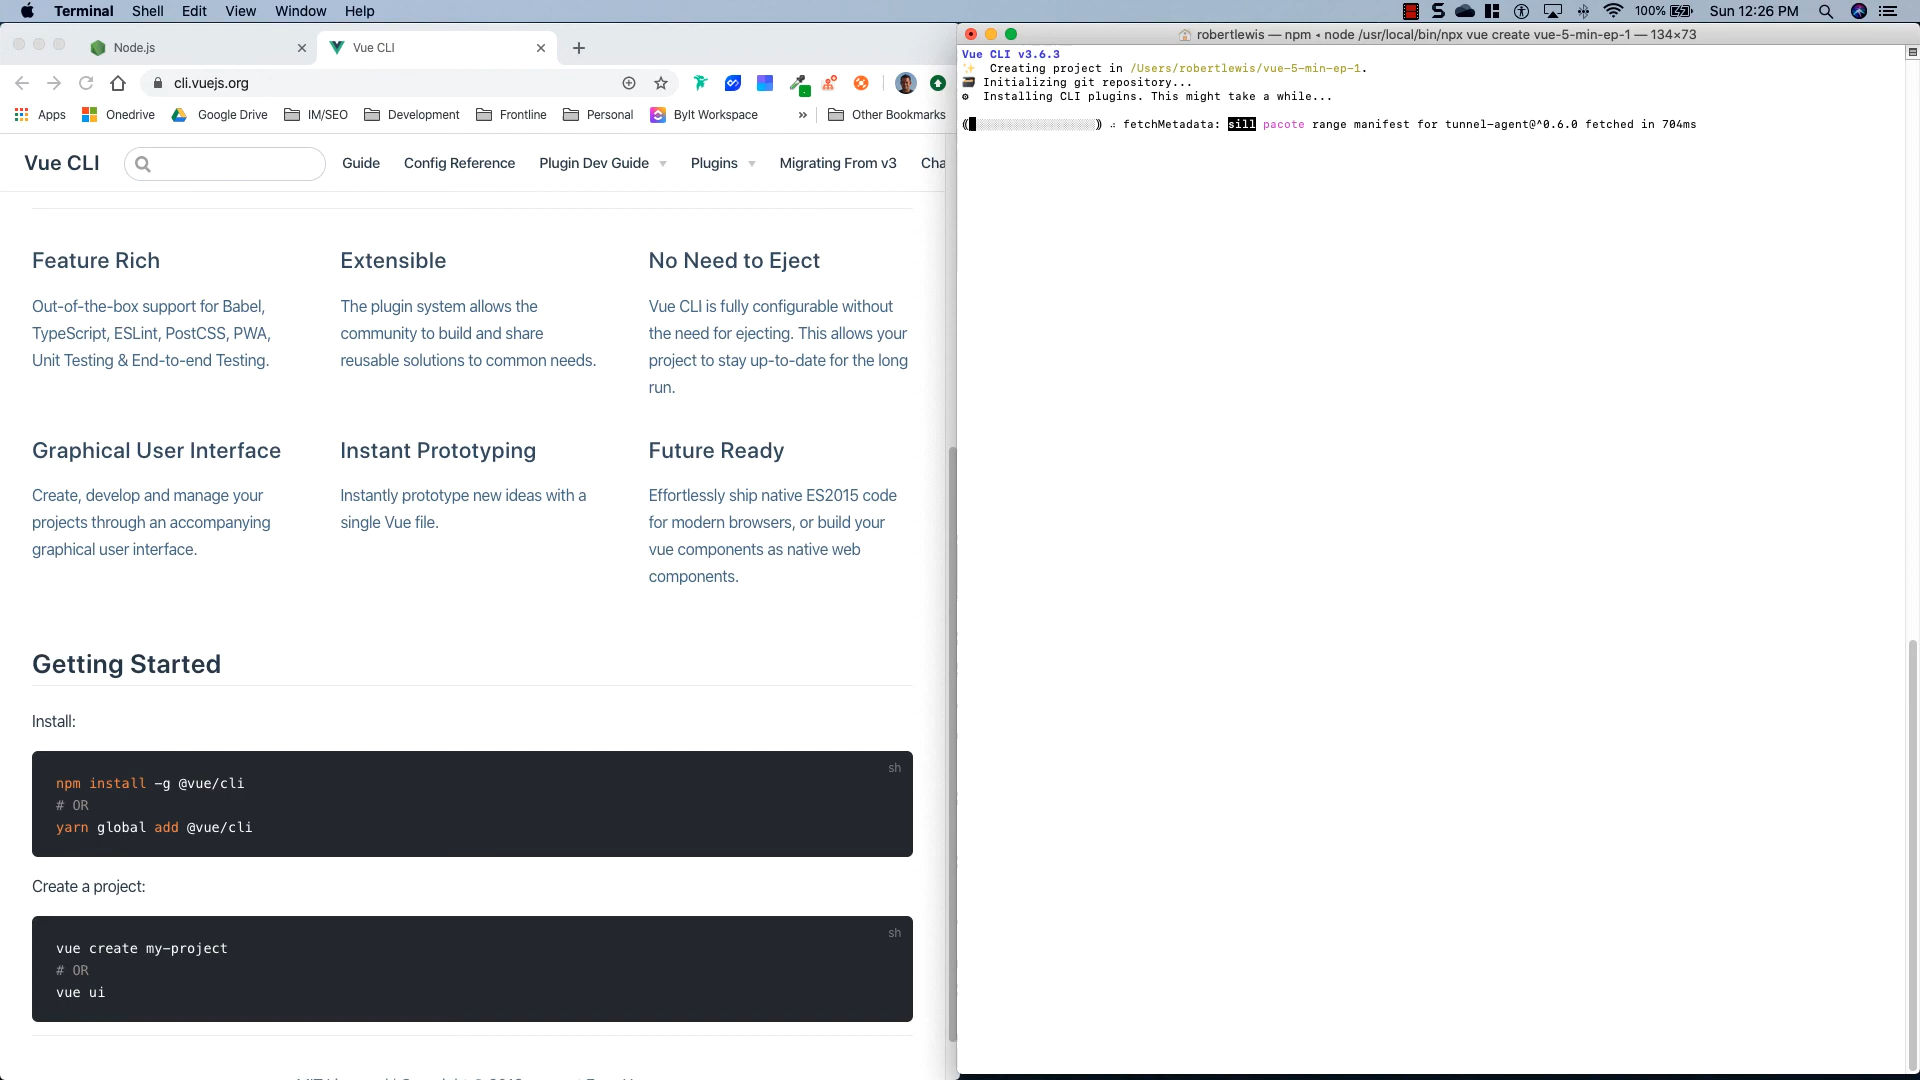 Terminal Shell Edit View Window Help 100% Sun 12:26 PM
Node.js Vue CLI
robertlewis — npm ◂ node /usr/local/bin/npx vue create vue-5-min-ep-1 — 134×73
cli.vuejs.org
Apps Onedrive Google Drive IM/SEO Development Frontline Personal ByIt Workspace » Other Bookmarks
Vue CLI Guide Config Reference Plugin Dev Guide Plugins Migrating From v3 Cha
Feature Rich
Out-of-the-box support for Babel,
TypeScript, ESLint, PostCSS, PWA,
Unit Testing & End-to-end Testing.
Extensible
The plugin system allows the
community to build and share
reusable solutions to common needs.
No Need to Eject
Vue CLI is fully configurable without
the need for ejecting. This allows your
project to stay up-to-date for the long
run.
Graphical User Interface
Create, develop and manage your
projects through an accompanying
graphical user interface.
Instant Prototyping
Instantly prototype new ideas with a
single Vue file.
Future Ready
Effortlessly ship native ES2015 code
for modern browsers, or build your
vue components as native web
components.
Getting Started
Install:
sh
npm install -g @vue/cli
# OR
yarn global add @vue/cli
Create a project:
sh
vue create my-project
# OR
vue ui
Vue CLI v3.6.3
Creating project in /Users/robertlewis/vue-5-min-ep-1.
Initializing git repository...
Installing CLI plugins. This might take a while...
fetchMetadata: sill pacote range manifest for tunnel-agent@^0.6.0 fetched in 704ms